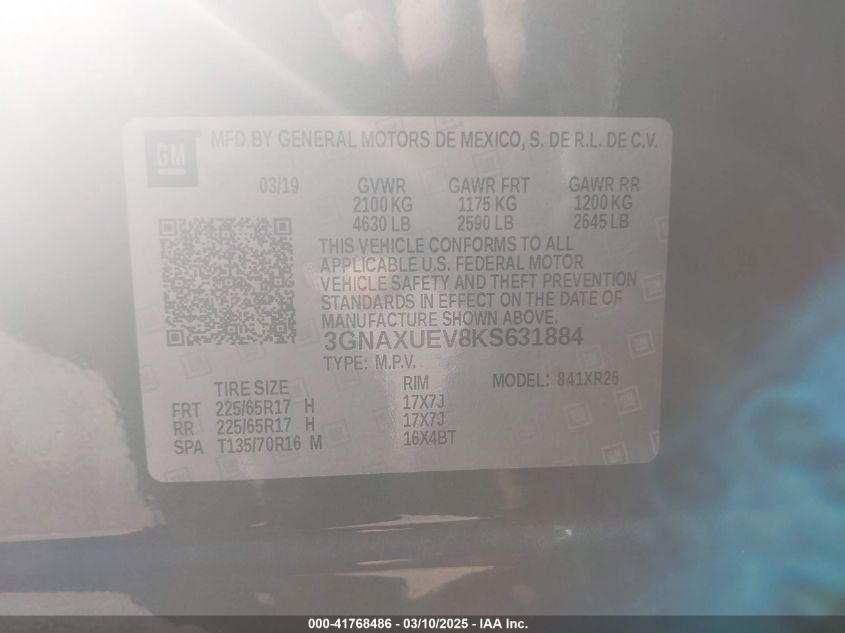 GM
MFD BY GENERAL MOTORS DE MEXICO, S. DE R.L. DE C.V.
03/19 GVWR GAWR FRT GAWR RR
2100 KG 1175 KG 1200 KG
4630 LB 2590 LB 2645 LB
THIS VEHICLE CONFORMS TO ALL
APPLICABLE U.S. FEDERAL MOTOR
VEHICLE SAFETY AND THEFT PREVENTION
STANDARDS IN EFFECT ON THE DATE OF
MANUFACTURE SHOWN ABOVE.
3GNAXUEV8KS631884
TYPE: M.P.V.
TIRE SIZE RIM MODEL: 841XR26
FRT 225/65R17 H 17X7J
RR 225/65R17 H 17X7J
SPA T135/70R16 M 16X4BT
000-41768486 - 03/10/2025 - IAA Inc.